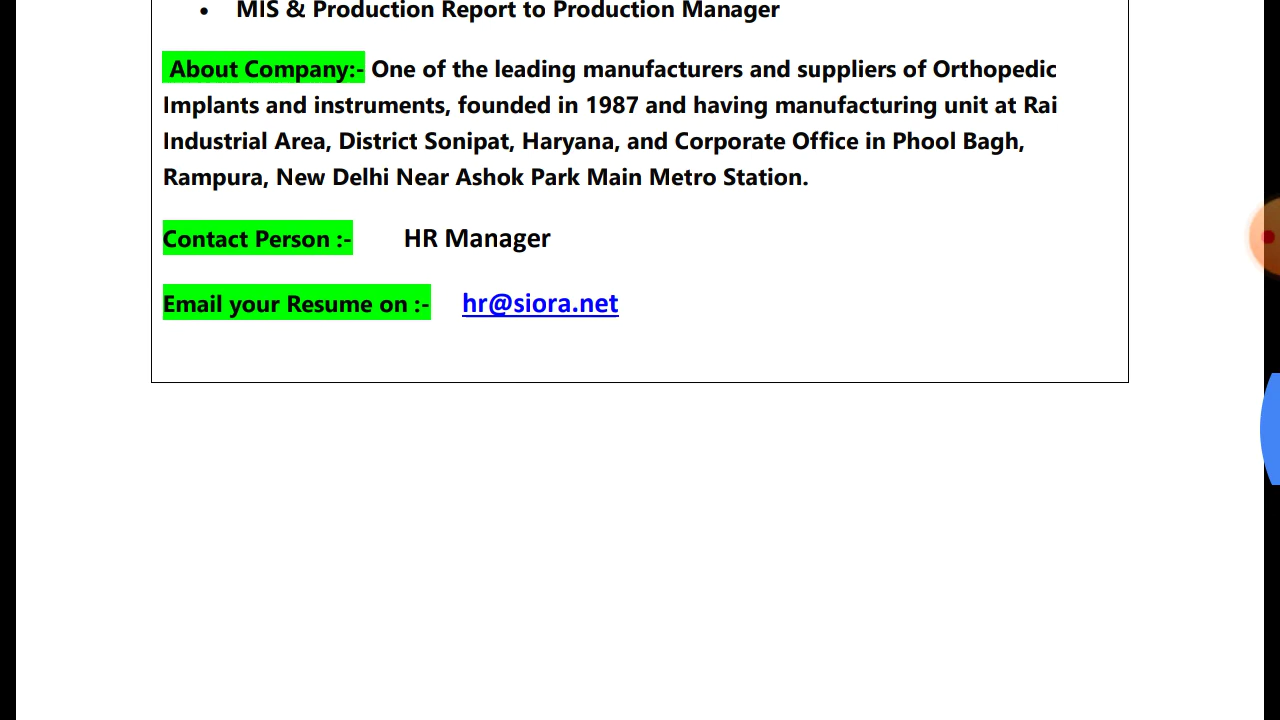 • MIS & Production Report to Production Manager
About Company:- One of the leading manufacturers and suppliers of Orthopedic
Implants and instruments, founded in 1987 and having manufacturing unit at Rai
Industrial Area, District Sonipat, Haryana, and Corporate Office in Phool Bagh,
Rampura, New Delhi Near Ashok Park Main Metro Station.
Contact Person :- HR Manager
Email your Resume on :- hr@siora.net